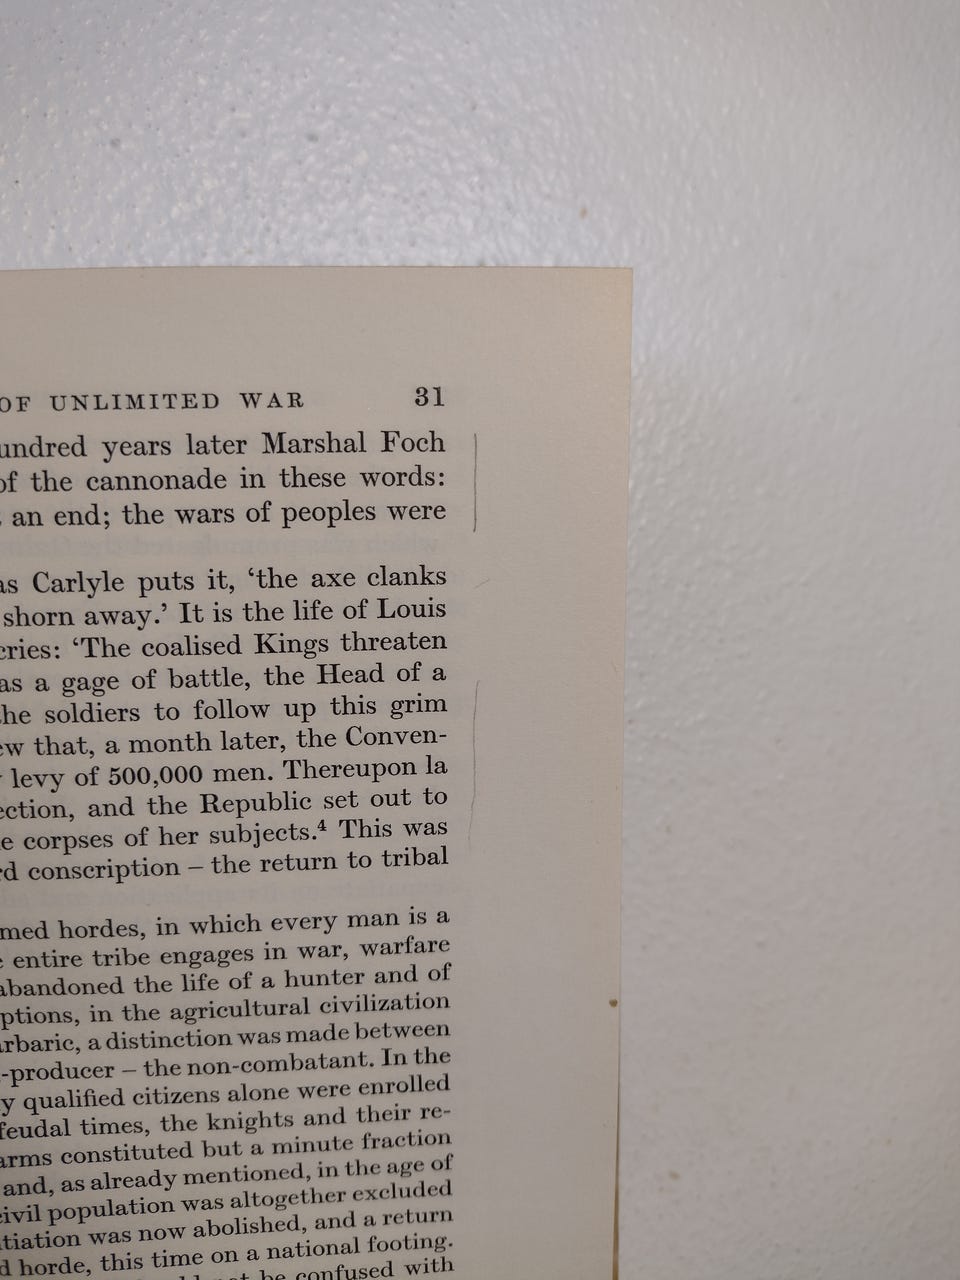 OF UNLIMITED WAR 31
undred years later Marshal Foch
of the cannonade in these words:
an end; the wars of peoples were
as Carlyle puts it, ‘the axe clanks
shorn away.’ It is the life of Louis
cries: ‘The coalised Kings threaten
as a gage of battle, the Head of a
the soldiers to follow up this grim
ew that, a month later, the Conven-
levy of 500,000 men. Thereupon la
ection, and the Republic set out to
e corpses of her subjects.⁴ This was
d conscription – the return to tribal
med hordes, in which every man is a
entire tribe engages in war, warfare
abandoned the life of a hunter and of
ptions, in the agricultural civilization
rbaric, a distinction was made between
-producer – the non-combatant. In the
y qualified citizens alone were enrolled
feudal times, the knights and their re-
arms constituted but a minute fraction
and, as already mentioned, in the age of
civil population was altogether excluded
tiation was now abolished, and a return
d horde, this time on a national footing.
not be confused with